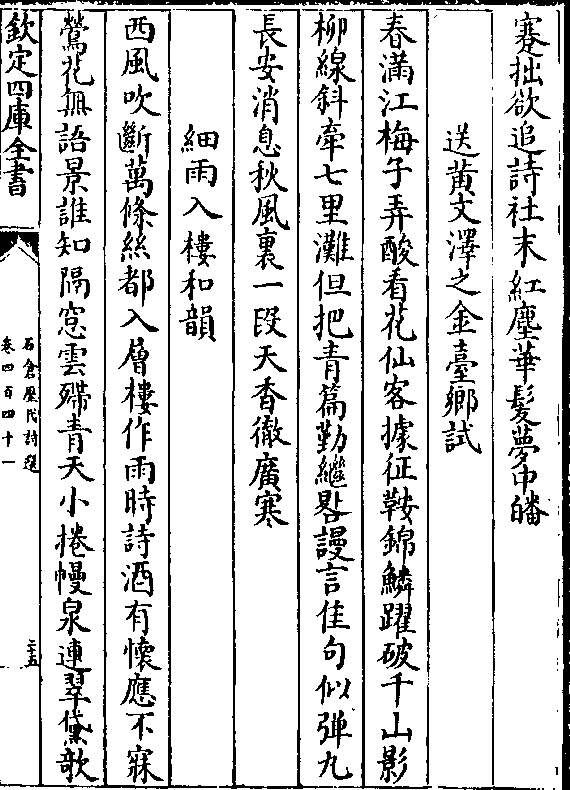 蹇拙欲追詩社末紅塵華髮夢中皤
送黄文澤之金臺鄉試
春滿江梅子弄酸看花仙客據征鞍錦鱗躍破千山影
柳線斜牽七里灘但把青篇勤繼晷謾言佳句似彈丸
長安消息秋風裏一段天香徹廣寒
細雨入樓和韻
西風吹斷萬條絲都入層樓作雨時詩酒有懷應不寐
鶯花無語景誰知隔窓雲殢青天小捲幔泉連翠黛歌
欽定四庫全書
石倉歷代詩選
卷四百四十一
二十五